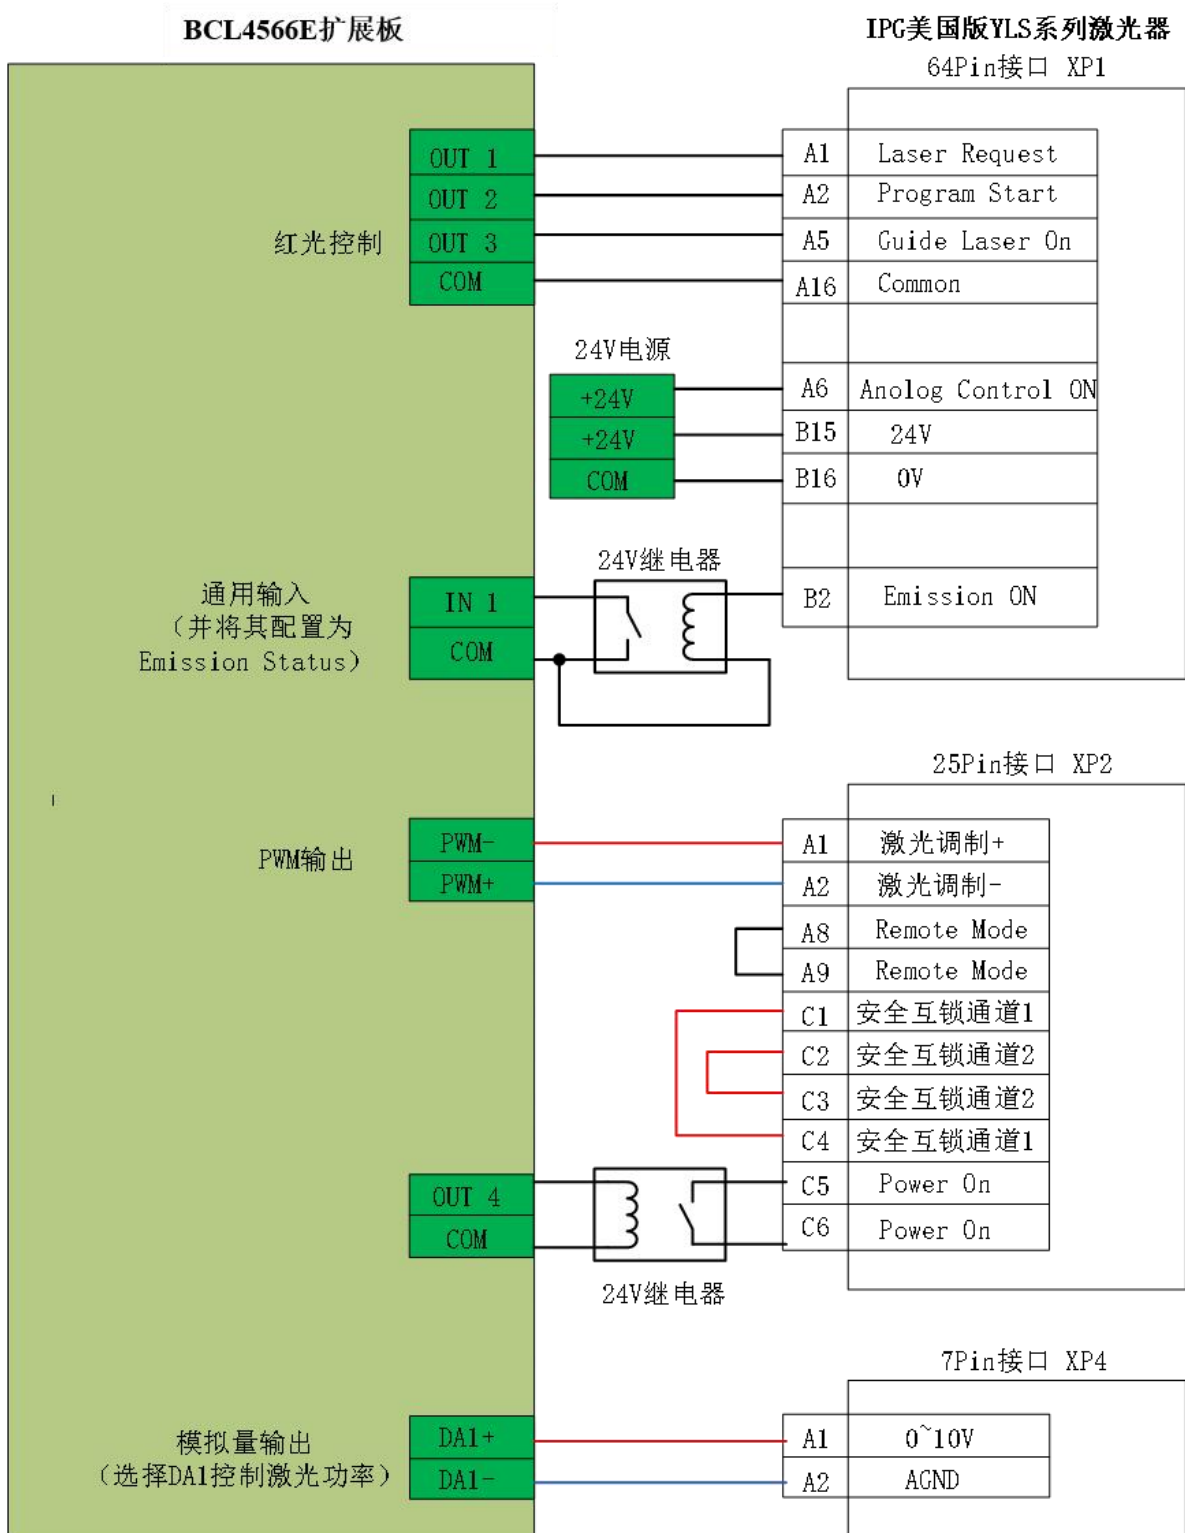 BCL4566E扩展板
IPG美国版YLS系列激光器
64Pin接口 XP1
OUT 1
A1 Laser Request
OUT 2
A2 Program Start
红光控制
OUT 3
A5 Guide Laser On
COM
A16 Common
24V电源
+24V
A6 Anolog Control ON
+24V
B15 24V
COM
B16 0V
24V继电器
通用输入
（并将其配置为
Emission Status）
IN 1
COM
B2 Emission ON
25Pin接口 XP2
PWM输出
PWM-
A1 激光调制+
PWM+
A2 激光调制-
A8 Remote Mode
A9 Remote Mode
C1 安全互锁通道1
C2 安全互锁通道2
C3 安全互锁通道2
C4 安全互锁通道1
OUT 4
C5 Power On
COM
C6 Power On
24V继电器
7Pin接口 XP4
模拟量输出
（选择DA1控制激光功率）
DA1+
A1 0~10V
DA1-
A2 AGND